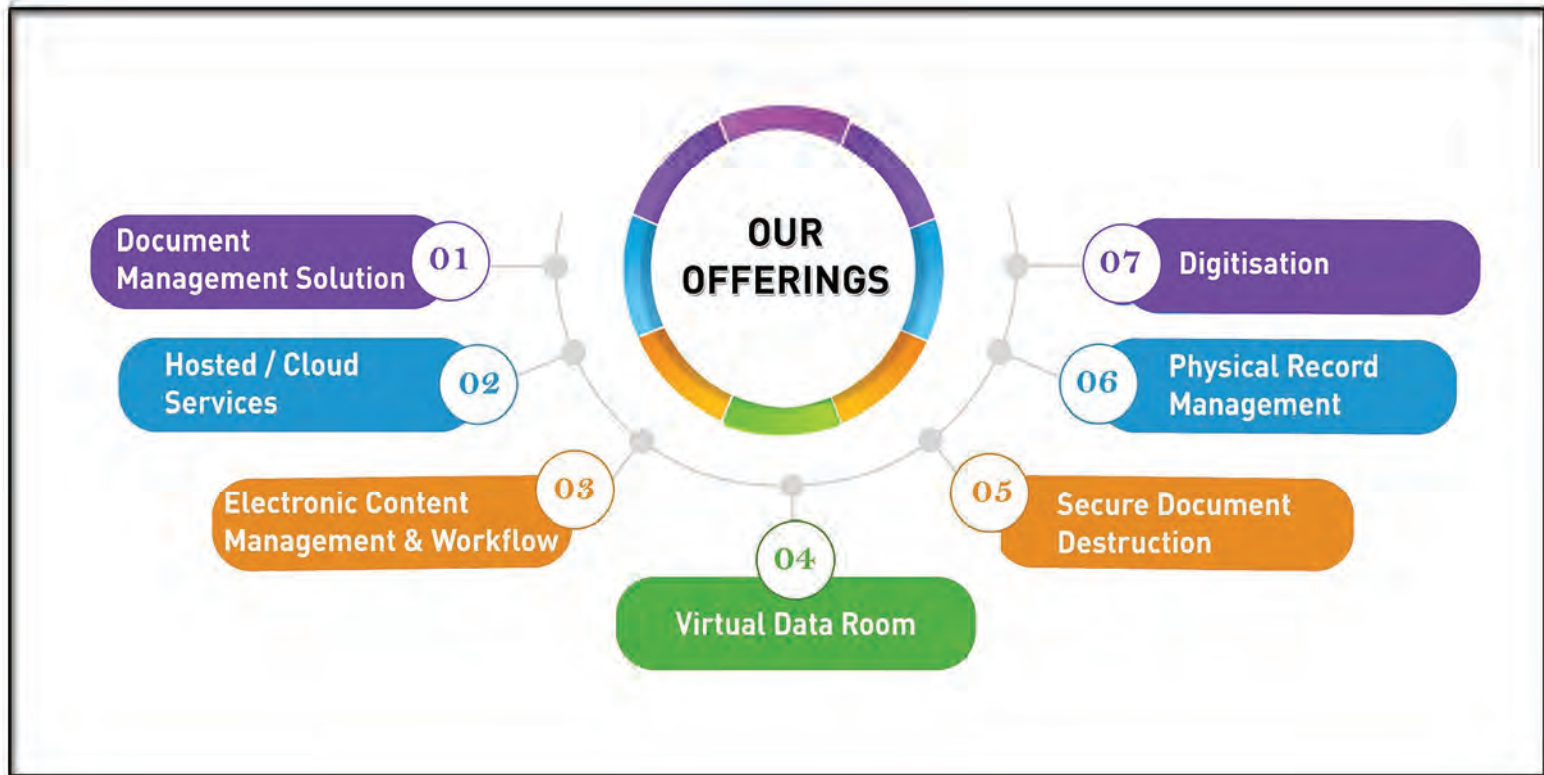 OUR
OFFERINGS
01
Document
Management Solution
02
Hosted / Cloud
Services
03
Electronic Content
Management & Workflow
04
Virtual Data Room
05
Secure Document
Destruction
06
Physical Record
Management
07
Digitisation